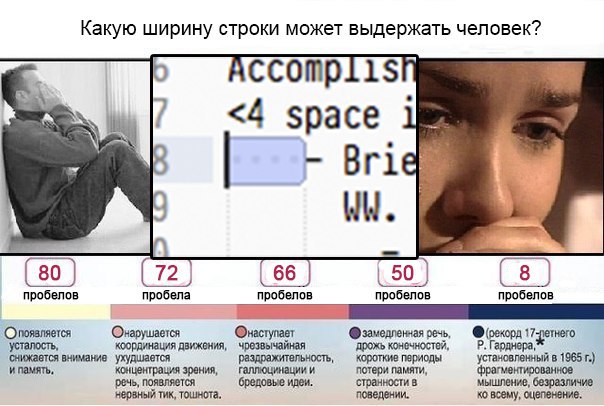 Какую ширину строки может выдержать человек?
6 Accomplish
7 <4 space i
8 - Brie
9 WW.
80 72 66 50 8
пробелов пробела пробелов пробелов пробелов
появляется усталость, снижается внимание и память.
нарушается координация движения, ухудшается концентрация зрения, речь, появляется нервный тик, тошнота.
наступает чрезвычайная раздражительность, галлюцинации и бредовые идеи.
замедленная речь, дрожь конечностей, короткие периоды потери памяти, странности в поведении.
(рекорд 17-летнего Р. Гарднера,* установленный в 1965 г.) фрагментированное мышление, безразличие ко всему, оцепенение.